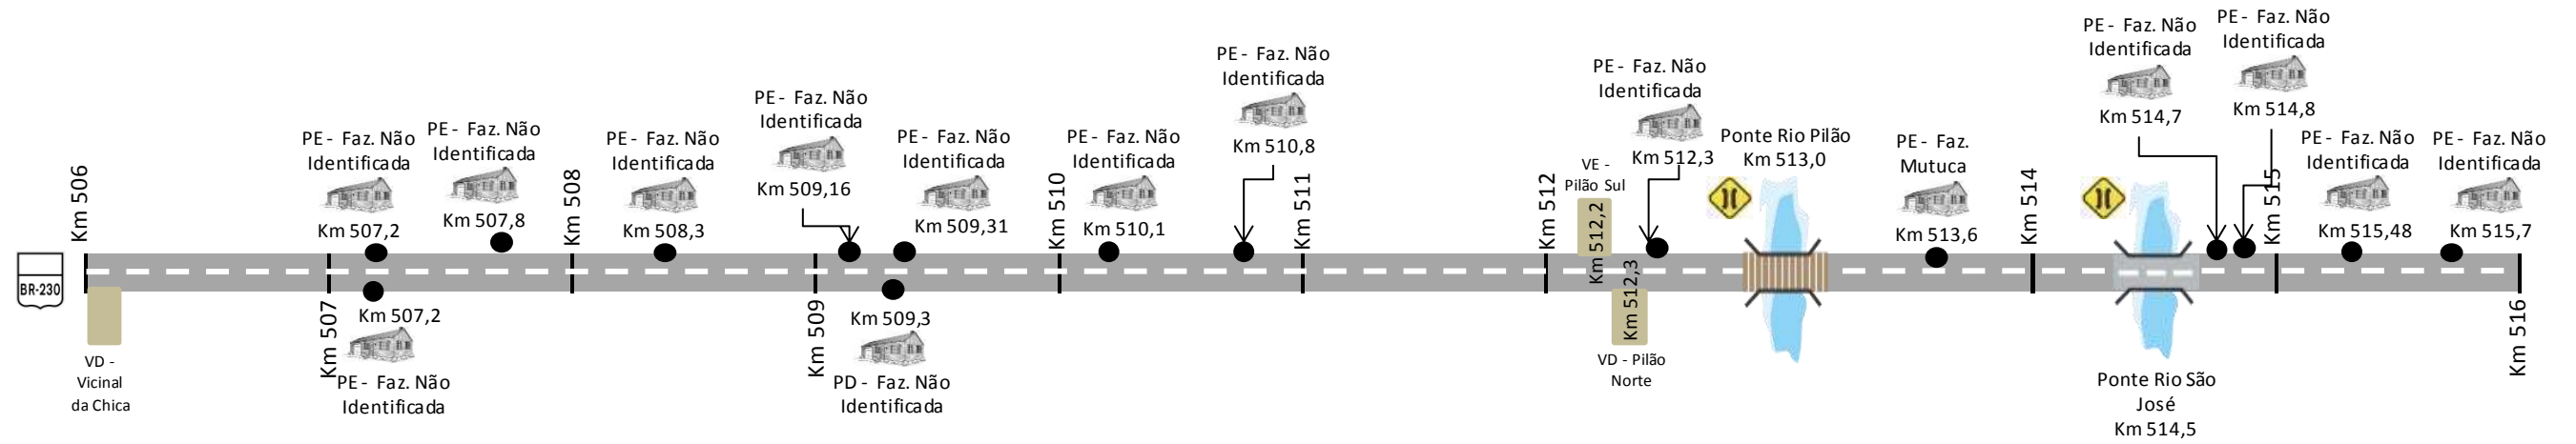 BR-230
Km 506
VD -
Vicinal
da Chica
Km 507
PE - Faz. Não
Identificada
Km 507,2
Km 507,2
PE - Faz. Não
Identificada
PE - Faz. Não
Identificada
Km 507,8
Km 508
PE - Faz. Não
Identificada
Km 508,3
Km 509
PE - Faz. Não
Identificada
Km 509,16
Km 509,3
PD - Faz. Não
Identificada
PE - Faz. Não
Identificada
Km 509,31
Km 510
PE - Faz. Não
Identificada
Km 510,1
PE - Faz. Não
Identificada
Km 510,8
Km 511
Km 512
VE -
Pilão Sul
Km 512,2
Km 512,3
VD - Pilão
Norte
PE - Faz. Não
Identificada
Km 512,3
Ponte Rio Pilão
Km 513,0
PE - Faz.
Mutuca
Km 513,6
Km 514
Ponte Rio São
José
Km 514,5
PE - Faz. Não
Identificada
Km 514,7
PE - Faz. Não
Identificada
Km 514,8
Km 515
PE - Faz. Não
Identificada
Km 515,48
PE - Faz. Não
Identificada
Km 515,7
Km 516